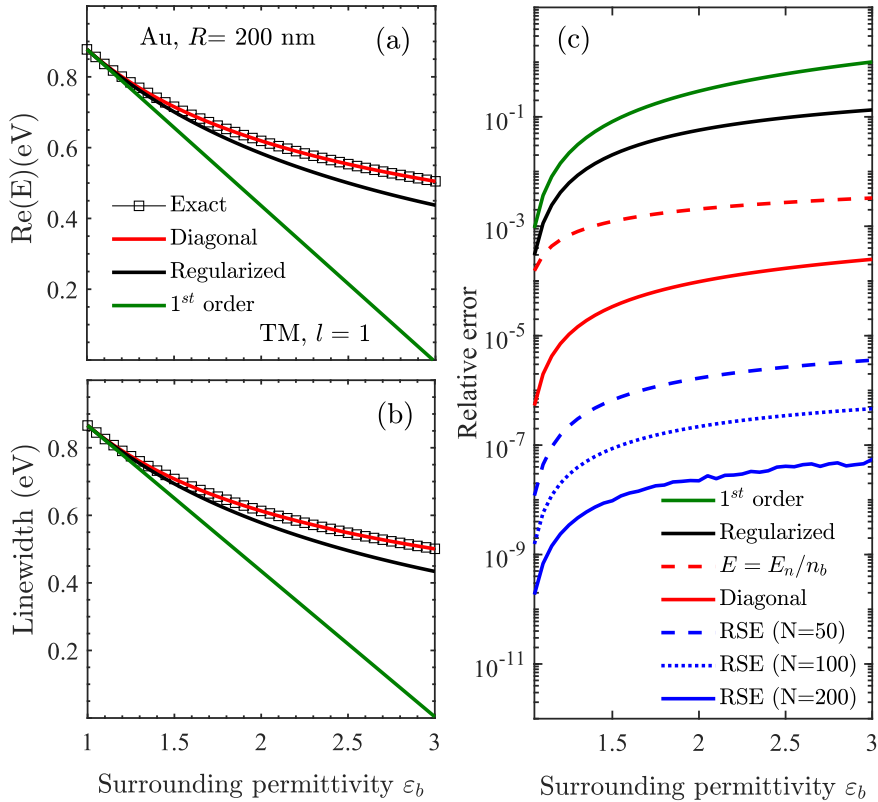 Au, R= 200 nm
(a)
0.8
0.6
0.4
0.2
Re(E)(eV)
Exact
Diagonal
Regularized
1st order
TM, l = 1
(b)
0.8
0.6
0.4
0.2
Linewidth (eV)
1 1.5 2 2.5 3
Surrounding permittivity εb
(c)
10-1
10-3
10-5
10-7
10-9
10-11
Relative error
1st order
Regularized
E = En/nb
Diagonal
RSE (N=50)
RSE (N=100)
RSE (N=200)
1.5 2 2.5 3
Surrounding permittivity εb